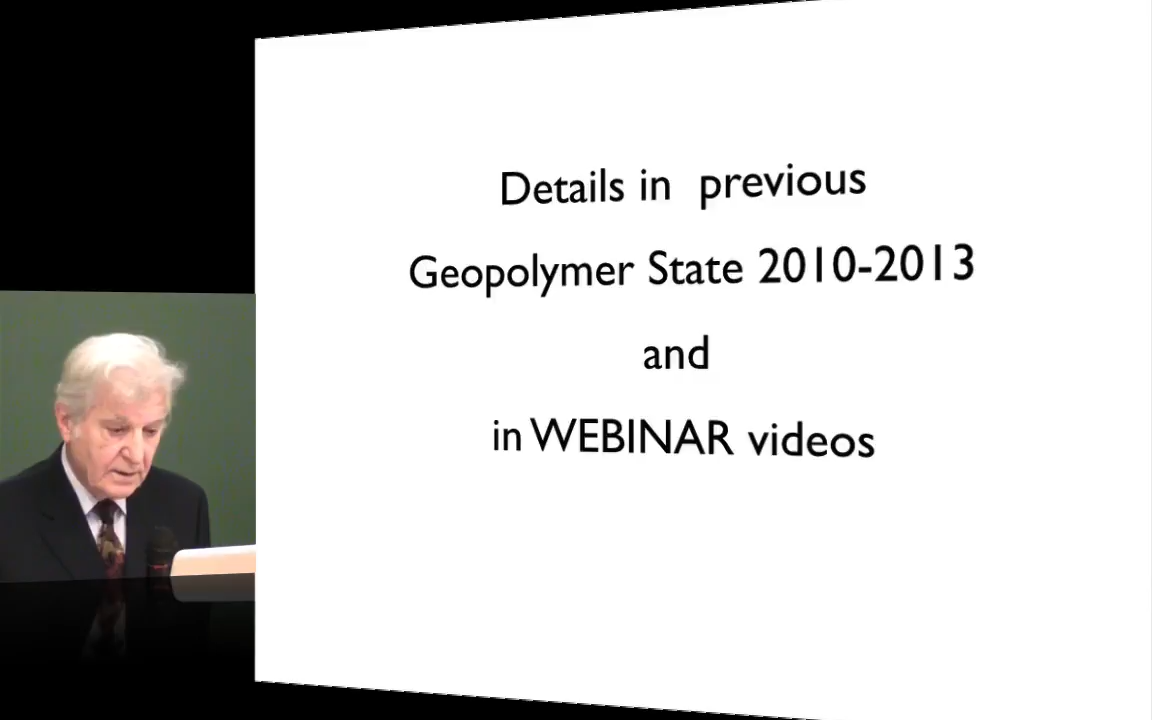 Details in previous
Geopolymer State 2010-2013
and
in WEBINAR videos